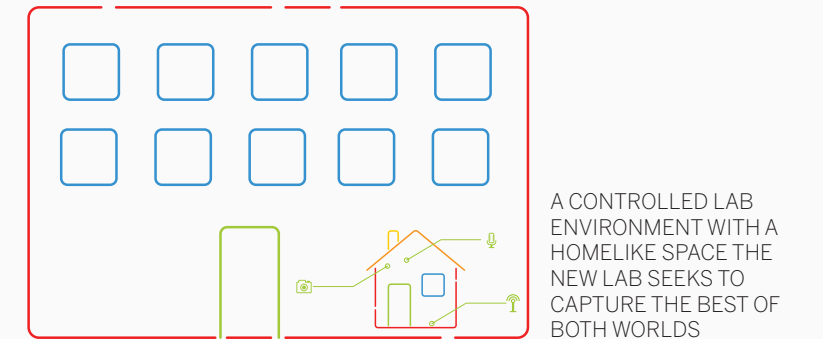 A CONTROLLED LAB
ENVIRONMENT WITH A
HOMELIKE SPACE THE
NEW LAB SEEKS TO
CAPTURE THE BEST OF
BOTH WORLDS